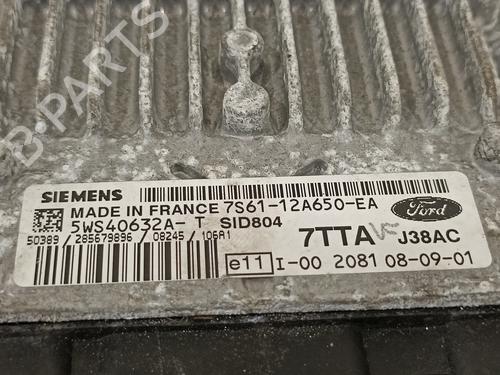 B-PARTS
SIEMENS
MADE IN FRANCE 7S61-12A650-EA
5WS40632A-T SID804
50389 / 285679896 / 08245 / 106A1
Ford
7TTA J38AC
e11 I-00 2081 08-09-01